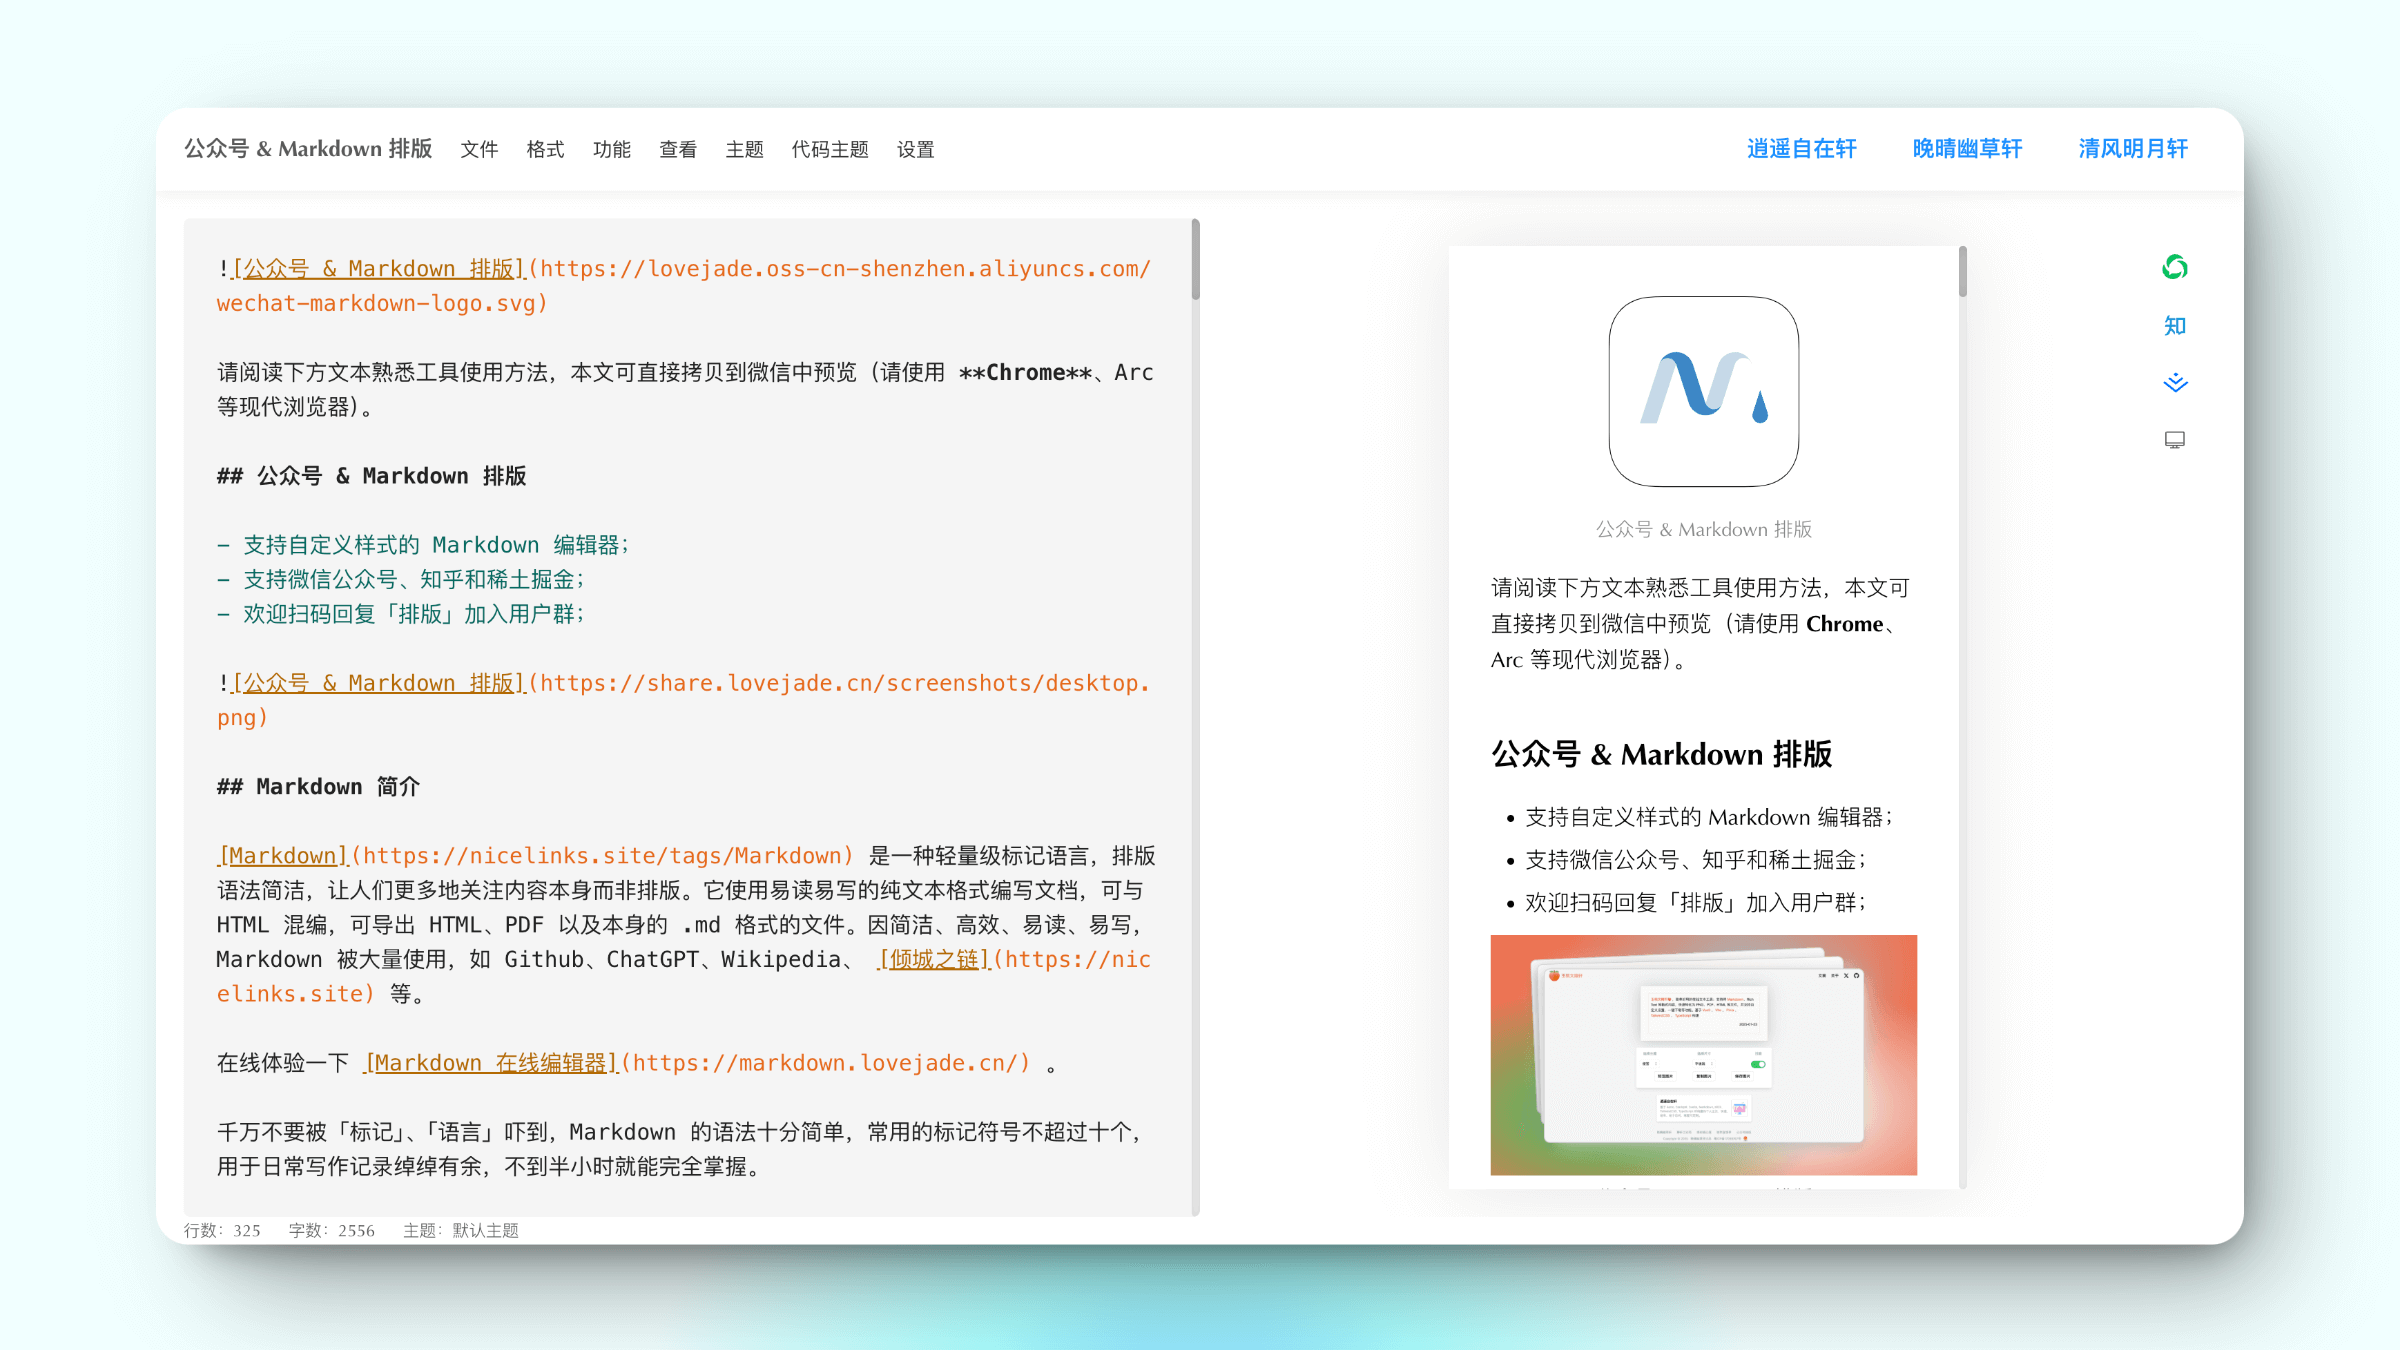 公众号 & Markdown 排版 文件 格式 功能 查看 主题 代码主题 设置 逍遥自在轩 晚晴幽草轩 清风明月轩
![公众号 & Markdown 排版](https://lovejade.oss-cn-shenzhen.aliyuncs.com/
wechat-markdown-logo.svg)
请阅读下方文本熟悉工具使用方法，本文可直接拷贝到微信中预览（请使用 **Chrome**、Arc
等现代浏览器）。
## 公众号 & Markdown 排版
- 支持自定义样式的 Markdown 编辑器；
- 支持微信公众号、知乎和稀土掘金；
- 欢迎扫码回复「排版」加入用户群；
![公众号 & Markdown 排版](https://share.lovejade.cn/screenshots/desktop.
png)
## Markdown 简介
[Markdown](https://nicelinks.site/tags/Markdown) 是一种轻量级标记语言，排版
语法简洁，让人们更多地关注内容本身而非排版。它使用易读易写的纯文本格式编写文档，可与
HTML 混编，可导出 HTML、PDF 以及本身的 .md 格式的文件。因简洁、高效、易读、易写，
Markdown 被大量使用，如 Github、ChatGPT、Wikipedia、 [倾城之链](https://nic
elinks.site) 等。
在线体验一下 [Markdown 在线编辑器](https://markdown.lovejade.cn/) 。
千万不要被「标记」、「语言」吓到，Markdown 的语法十分简单，常用的标记符号不超过十个，
用于日常写作记录绰绰有余，不到半小时就能完全掌握。
行数：325 字数：2556 主题：默认主题
公众号 & Markdown 排版
请阅读下方文本熟悉工具使用方法，本文可
直接拷贝到微信中预览（请使用 Chrome、
Arc 等现代浏览器）。
公众号 & Markdown 排版
• 支持自定义样式的 Markdown 编辑器；
• 支持微信公众号、知乎和稀土掘金；
• 欢迎扫码回复「排版」加入用户群；
知